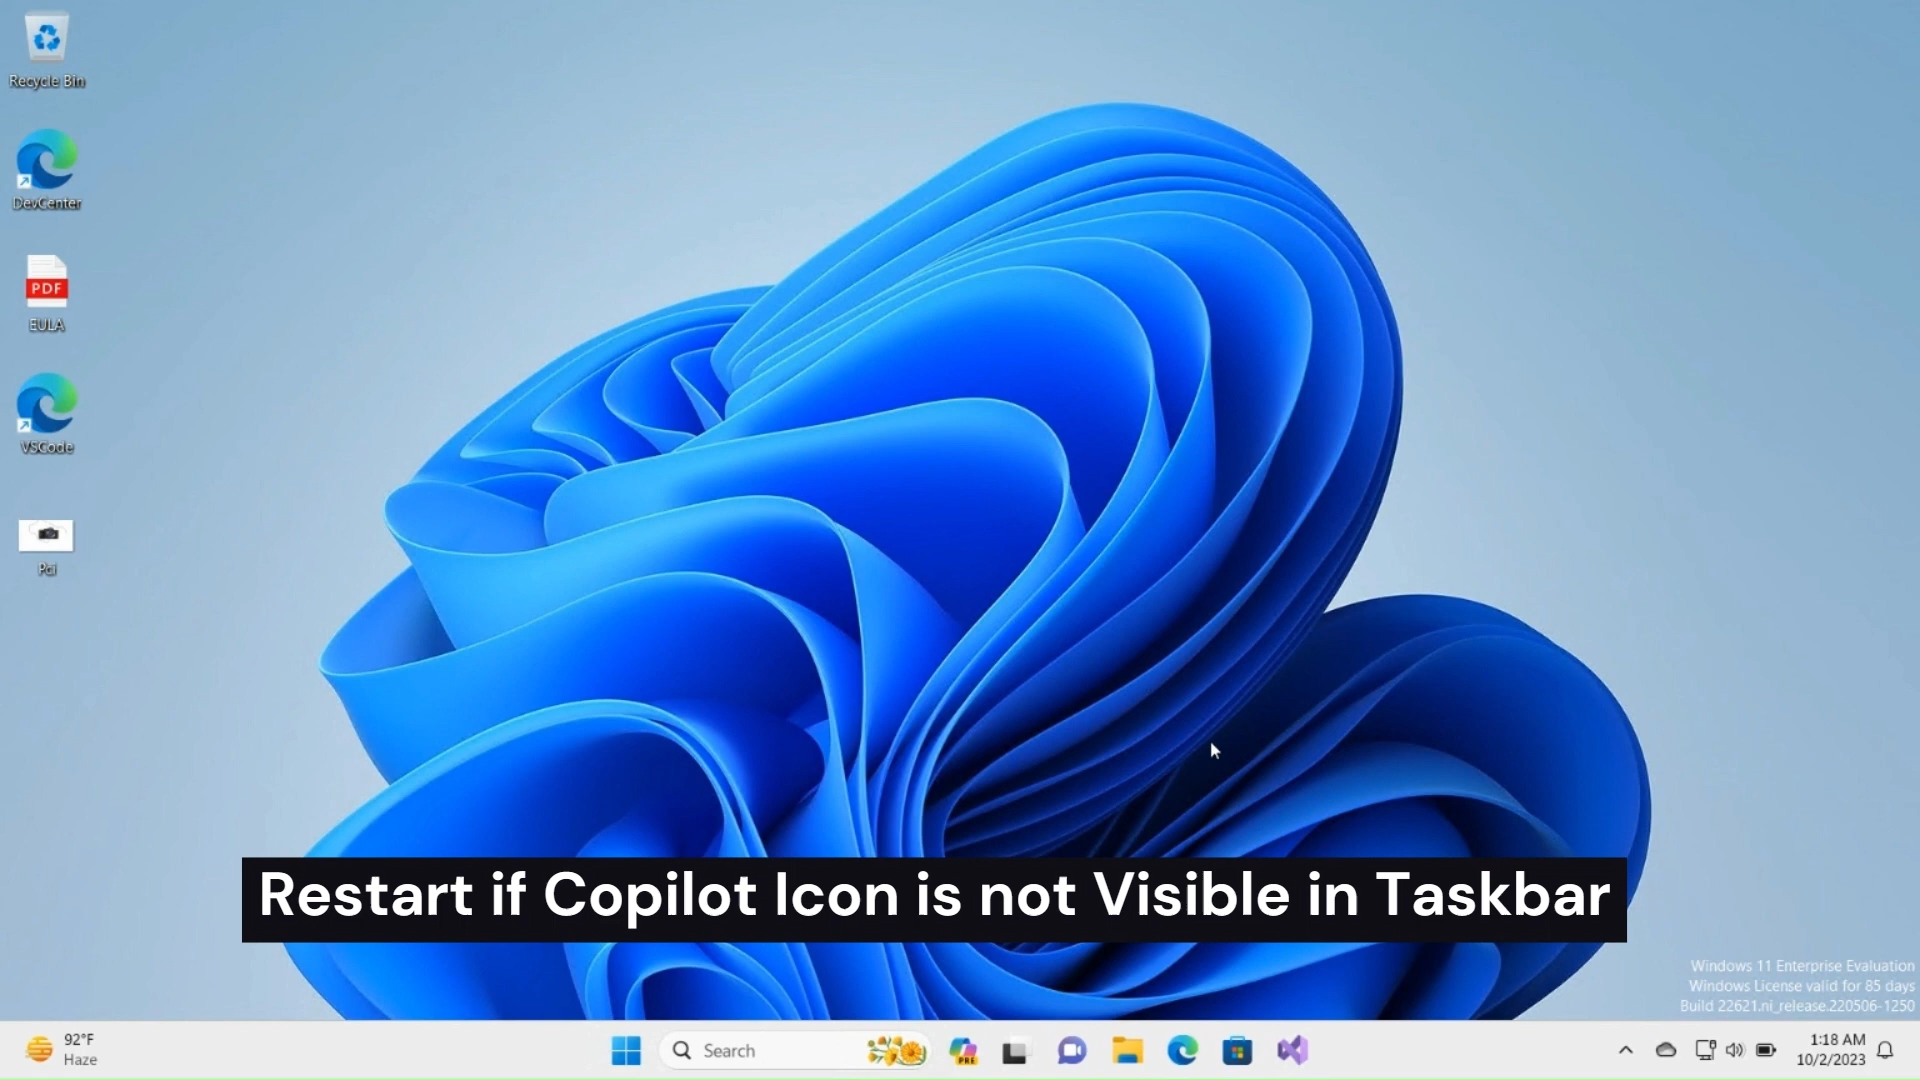 Recycle Bin
DevCenter
PDF
EULA
VSCode
Pci
Restart if Copilot Icon is not Visible in Taskbar
Windows 11 Enterprise Evaluation
Windows License valid for 85 days
Build 22621.ni_release.220506-1250
92°F
Haze
Search
PRE
1:18 AM
10/2/2023